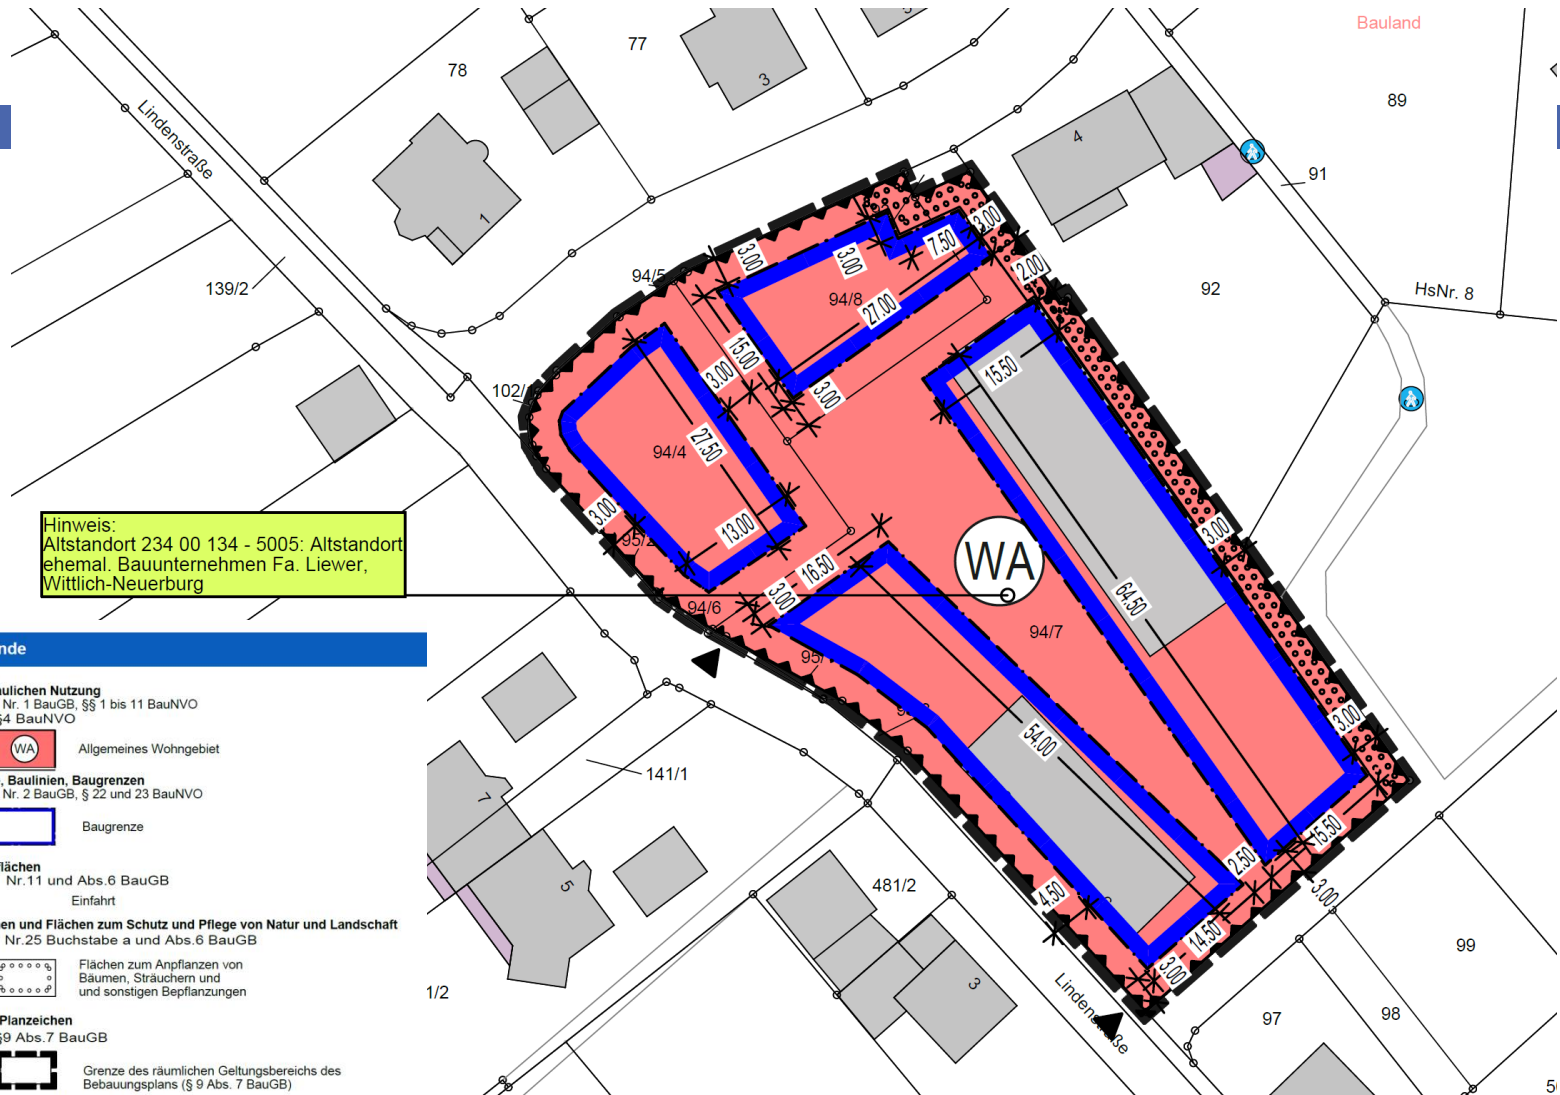 Bauland
77
78
3
4
89
91
Lindenstraße
1
139/2
94/5
92
HsNr. 8
3.00
3.00
7.50
3.00
2.00
94/8
27.00
15.00
3.00
3.00
15.50
94/4
27.50
3.00
13.00
16.50
3.00
3.00
64.50
94/6
94/7
WA
Hinweis:
Altstandort 234 00 134 - 5005: Altstandort
ehemal. Bauunternehmen Fa. Liewer,
Wittlich-Neuerburg
54.00
3.00
141/1
7
5
481/2
3
4.50
2.50
15.50
3.00
14.50
3.00
Lindenstraße
99
98
97
1/2
nde
aulichen Nutzung
Nr. 1 BauGB, §§ 1 bis 11 BauNVO
§4 BauNVO
WA
Allgemeines Wohngebiet
, Baulinien, Baugrenzen
Nr. 2 BauGB, § 22 und 23 BauNVO
Baugrenze
lächen
Nr.11 und Abs.6 BauGB
Einfahrt
en und Flächen zum Schutz und Pflege von Natur und Landschaft
Nr.25 Buchstabe a und Abs.6 BauGB
Flächen zum Anpflanzen von
Bäumen, Sträuchern und
und sonstigen Bepflanzungen
Planzeichen
§9 Abs.7 BauGB
Grenze des räumlichen Geltungsbereichs des
Bebauungsplans (§ 9 Abs. 7 BauGB)